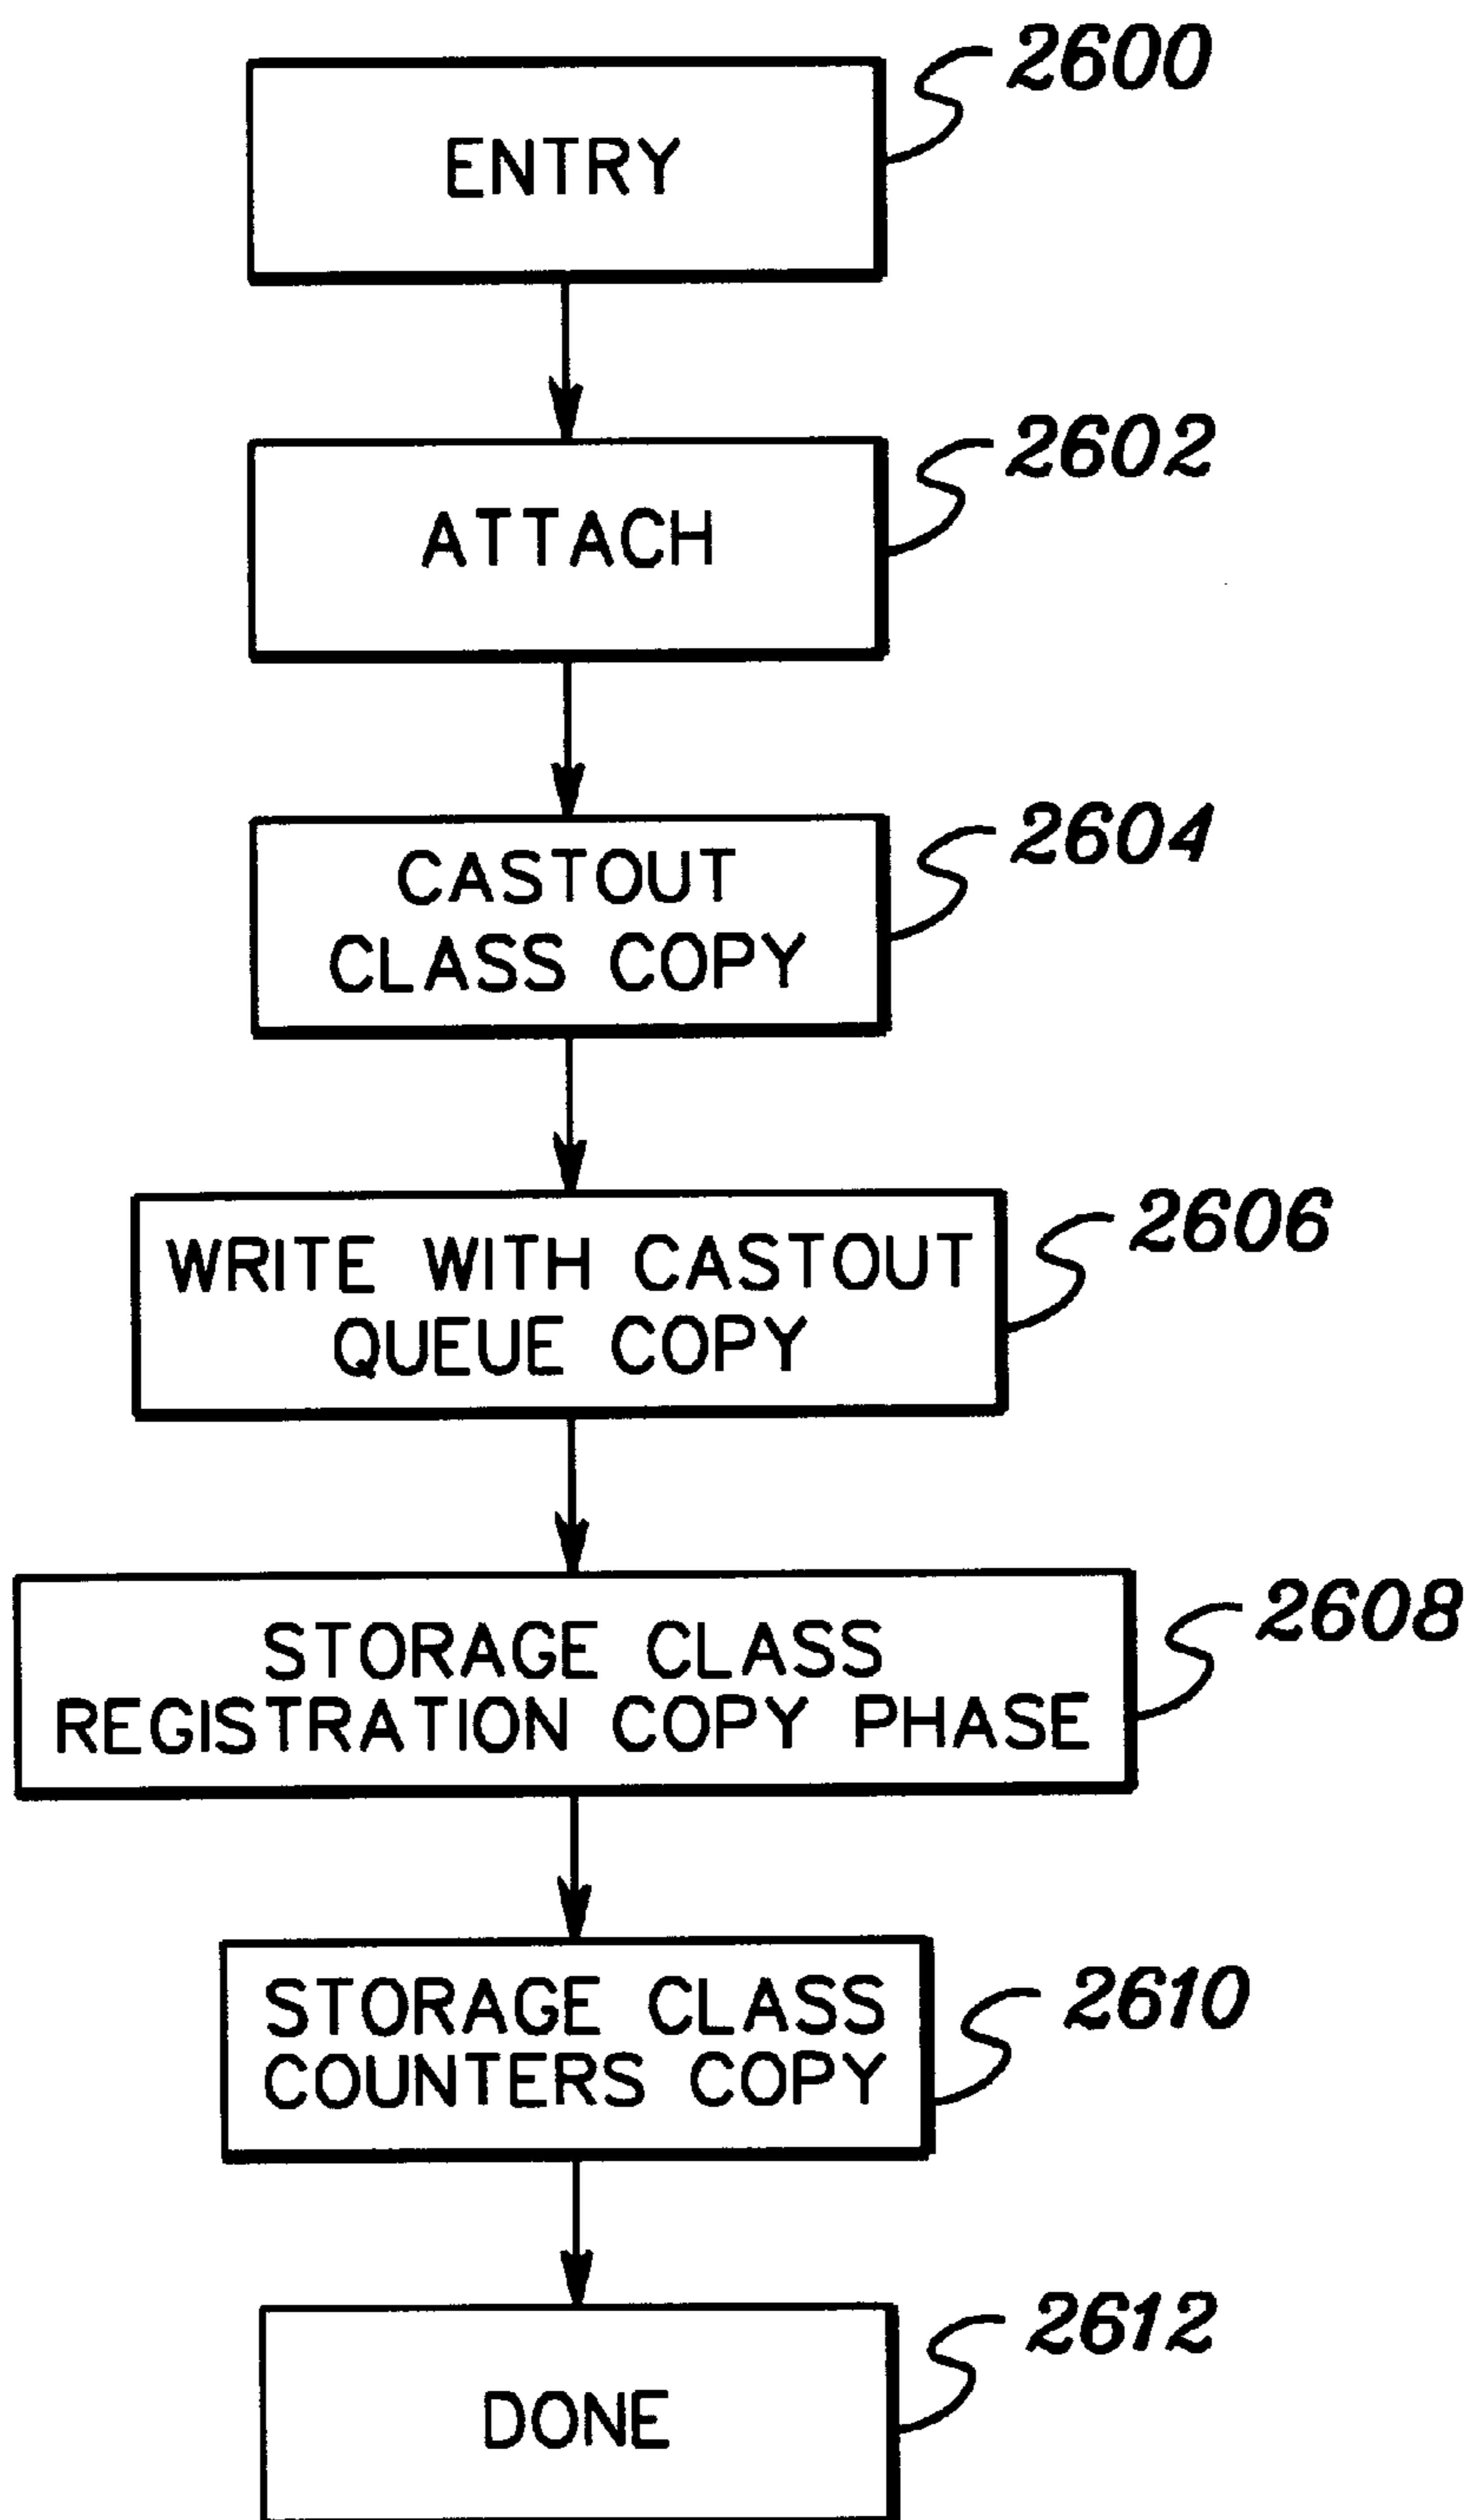 2600
ENTRY
2602
ATTACH
2604
CASTOUT
CLASS COPY
2606
WRITE WITH CASTOUT
QUEUE COPY
2608
STORAGE CLASS
REGISTRATION COPY PHASE
2610
STORAGE CLASS
COUNTERS COPY
2612
DONE